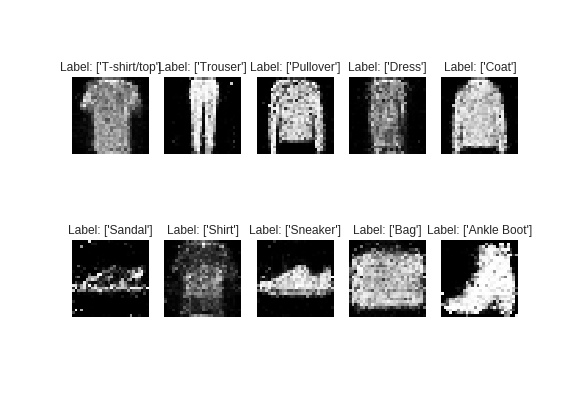 Label: ['T-shirt/top'] Label: ['Trouser'] Label: ['Pullover'] Label: ['Dress'] Label: ['Coat']
Label: ['Sandal'] Label: ['Shirt'] Label: ['Sneaker'] Label: ['Bag'] Label: ['Ankle Boot']